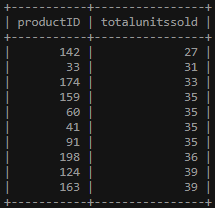 +-----------+----------------+
| productID | totalunitssold |
+-----------+----------------+
|       142 |             27 |
|        33 |             31 |
|       174 |             33 |
|       159 |             35 |
|        60 |             35 |
|        41 |             35 |
|        91 |             35 |
|       198 |             36 |
|       124 |             39 |
|       163 |             39 |
+-----------+----------------+